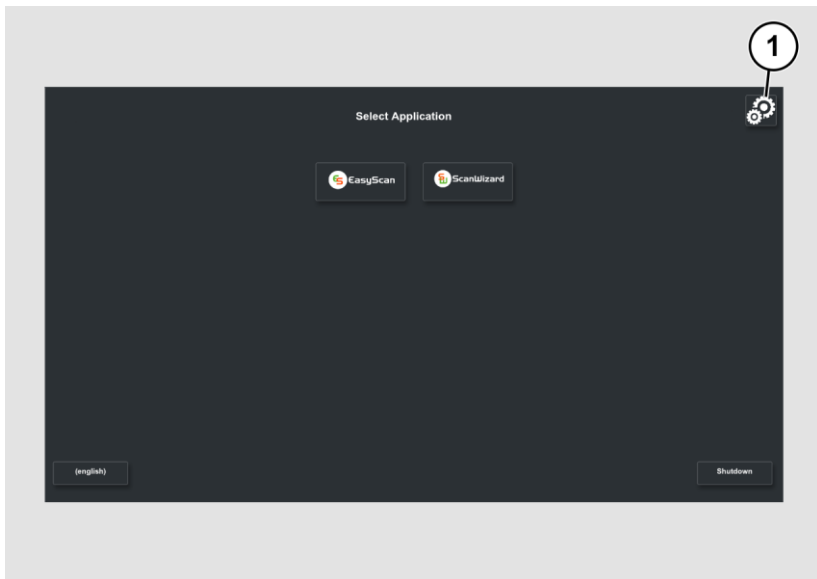 1
Select Application
EasyScan
ScanWizard
(english)
Shutdown